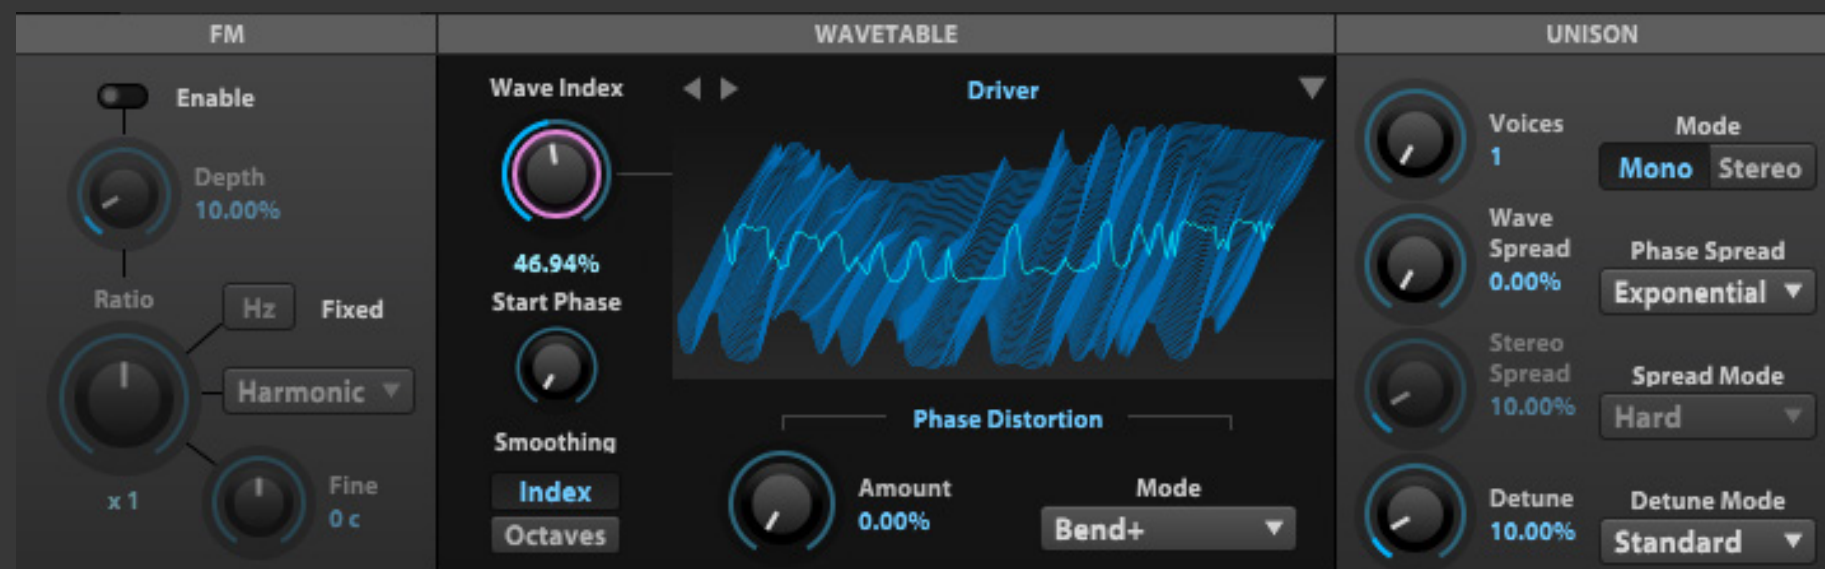 FM
Enable
Depth
10.00%
Ratio
Hz
Fixed
Harmonic
x 1
Fine
0 c
WAVETABLE
Wave Index
46.94%
Start Phase
Smoothing
Index
Octaves
Driver
Phase Distortion
Amount
0.00%
Mode
Bend+
UNISON
Voices
1
Mode
Mono Stereo
Wave
Spread
0.00%
Phase Spread
Exponential
Stereo
Spread
10.00%
Spread Mode
Hard
Detune
10.00%
Detune Mode
Standard